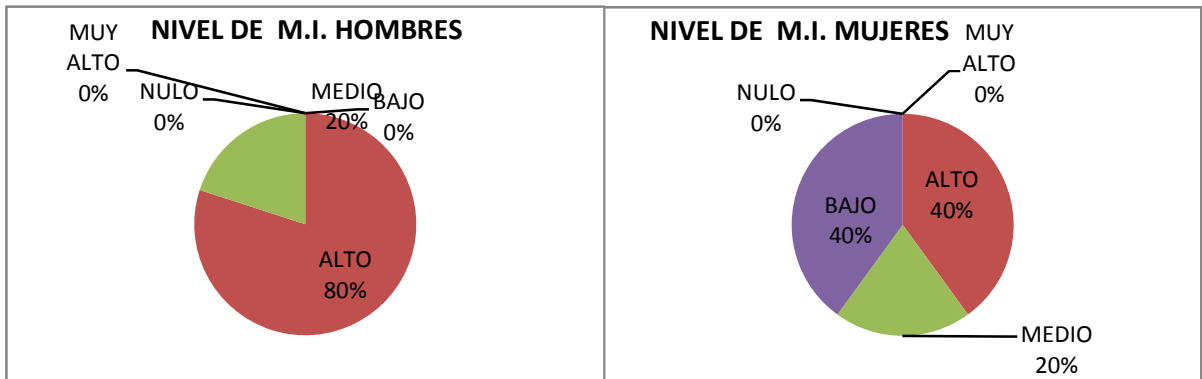 NIVEL DE M.I. HOMBRES
MUY
ALTO
0%
NULO
0%
MEDIO
20%
BAJO
0%
ALTO
80%
NIVEL DE M.I. MUJERES
MUY
ALTO
0%
NULO
0%
ALTO
40%
BAJO
40%
MEDIO
20%